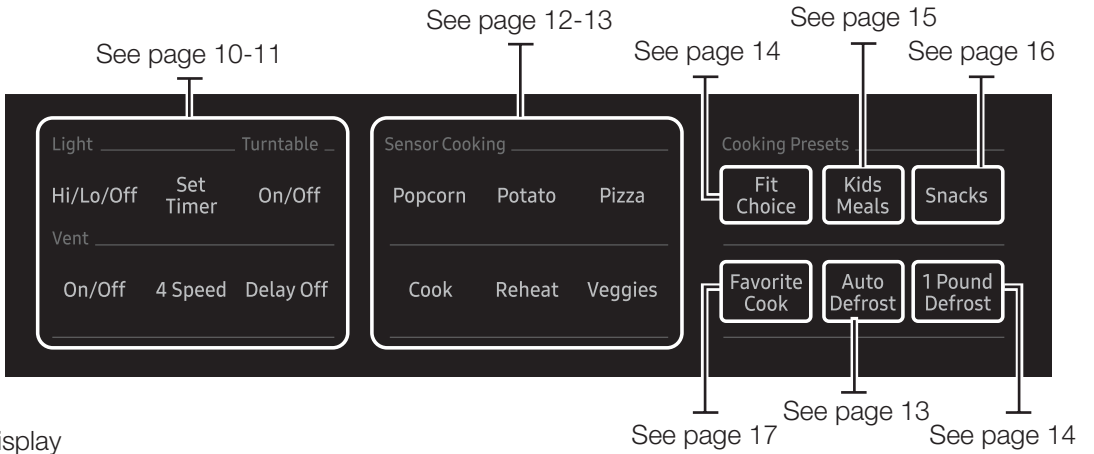 See page 15
See page 12-13
See page 10-11
See page 14
See page 16
Light
Turntable
Sensor Cooking
Cooking Presets
Hi/Lo/Off
Set
Timer
On/Off
Popcorn
Potato
Pizza
Fit
Choice
Kids
Meals
Snacks
Vent
On/Off
4 Speed
Delay Off
Cook
Reheat
Veggies
Favorite
Cook
Auto
Defrost
1 Pound
Defrost
See page 13
See page 17
See page 14
isplay